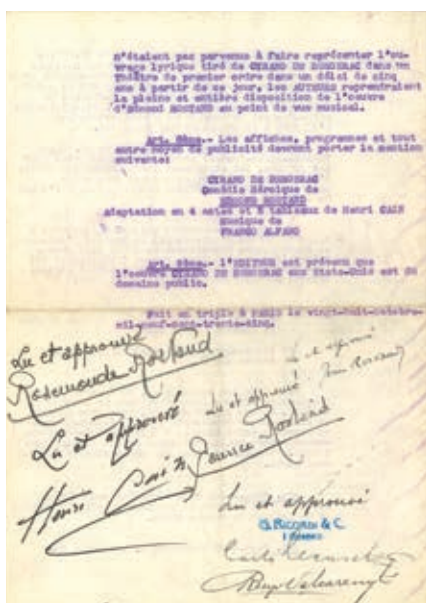 n'étaient pas parvenus à faire représenter l'ou-
vrage lyrique tiré de CYRANO DE BERGERAC dans un
Théâtre de premier ordre dans un délai de cinq
ans à partir de ce jour, les AUTEURS reprendraient
la pleine et entière disposition de l'oeuvre
d'Edmond ROSTAND au point de vue musical.
Art. 8ème.- Les affiches, programmes et tout
autre moyen de publicité devront porter la mention
suivante:
CYRANO DE BERGERAC
Comédie Héroïque de
EDMOND ROSTAND
adaptation en 4 actes et 5 tableaux de Henri CAIN
Musique de
FRANCO ALFANO
Art. 9ème.- l'EDITEUR est prévenu que
l'oeuvre CYRANO DE BERGERAC aux Etats-Unis est du
domaine public.
Fait en triple à PARIS le vingt-huit octobre-
mil-neuf-cent-trente-cinq.
Lu et approuvé
Rosemonde Rostand
Lu et approuvé
Lu et approuvé
Jean Rostand
Lu et approuvé
Maurice Rostand
Henri Cain
Lu et approuvé
G. RICORDI & C.
Carlo Clausetti